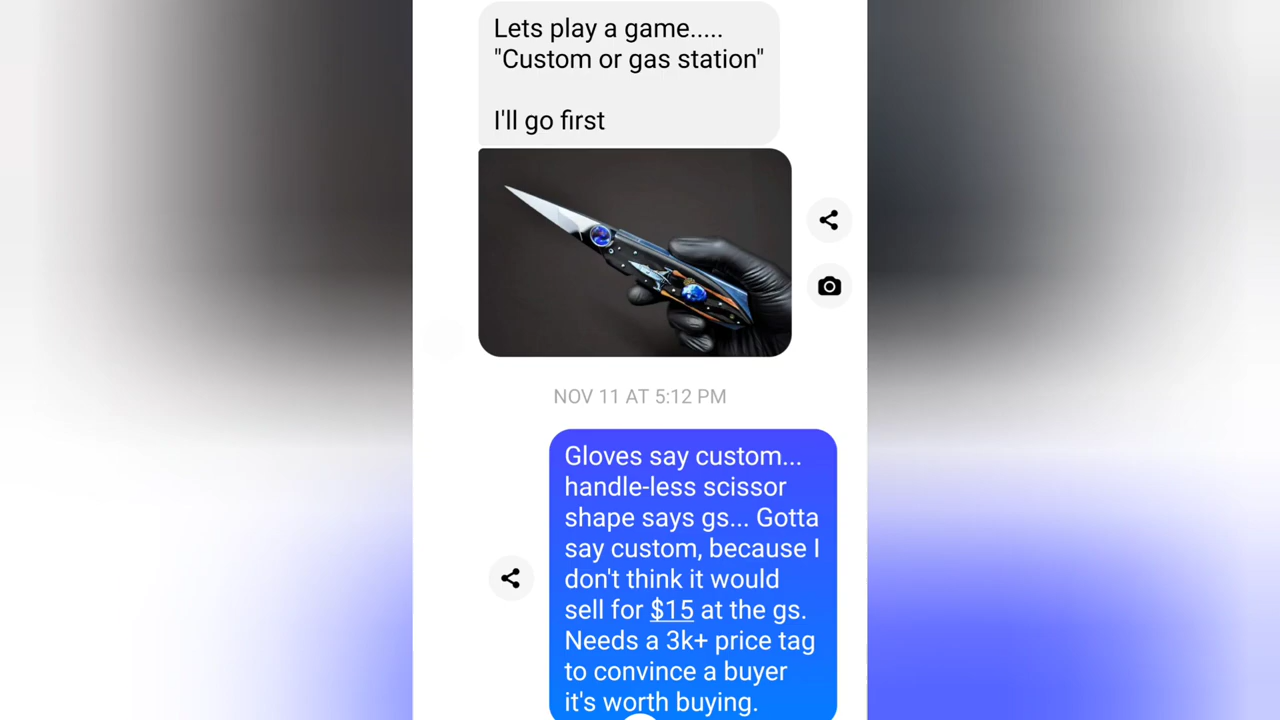 Lets play a game.....
"Custom or gas station"
I'll go first
NOV 11 AT 5:12 PM
Gloves say custom...
handle-less scissor
shape says gs... Gotta
say custom, because I
don't think it would
sell for $15 at the gs.
Needs a 3k+ price tag
to convince a buyer
it's worth buying.